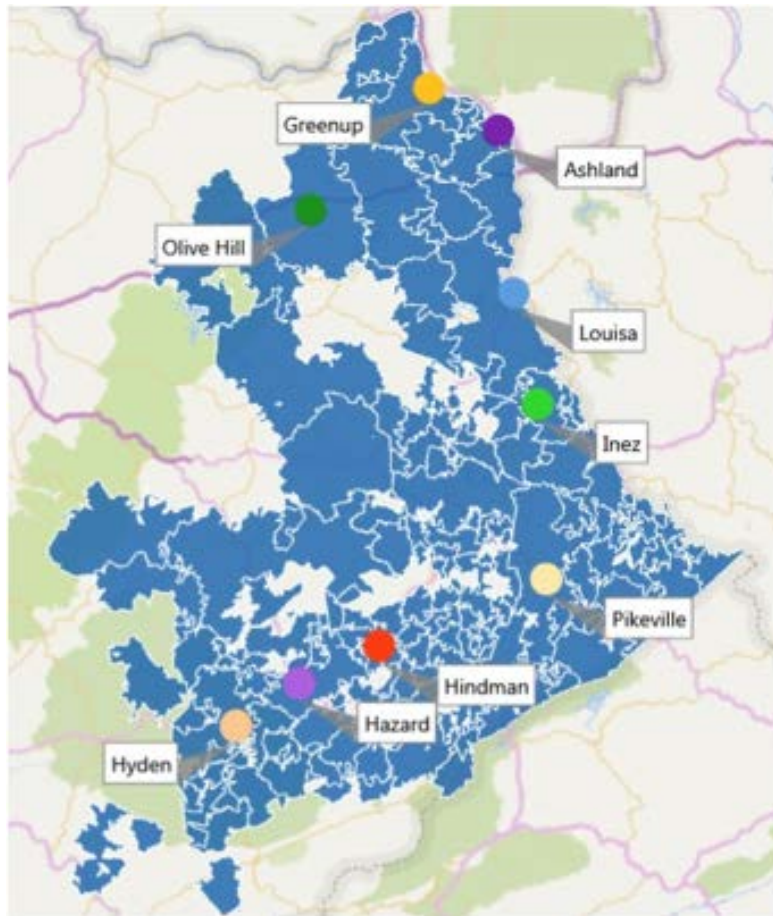 Greenup
Ashland
Olive Hill
Louisa
Inez
Pikeville
Hindman
Hazard
Hyden